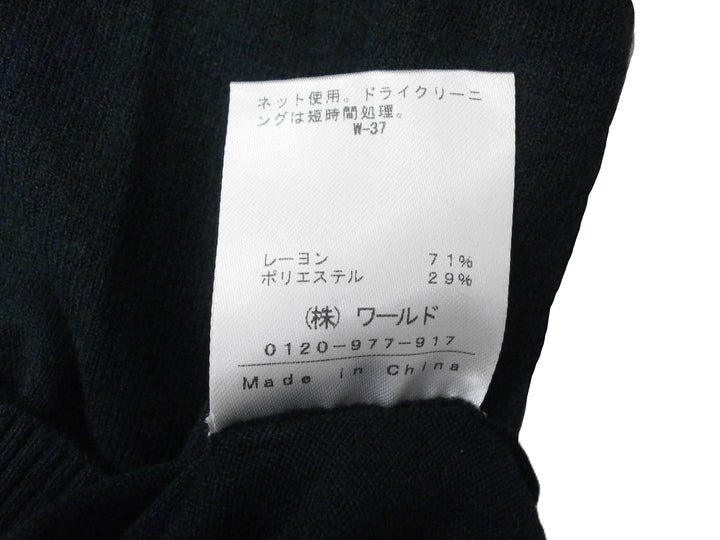 ネット使用。ドライクリーニ
ングは短時間処理。
W-37
レーヨン 71%
ポリエステル 29%
(株) ワールド
0120-977-917
Made in China